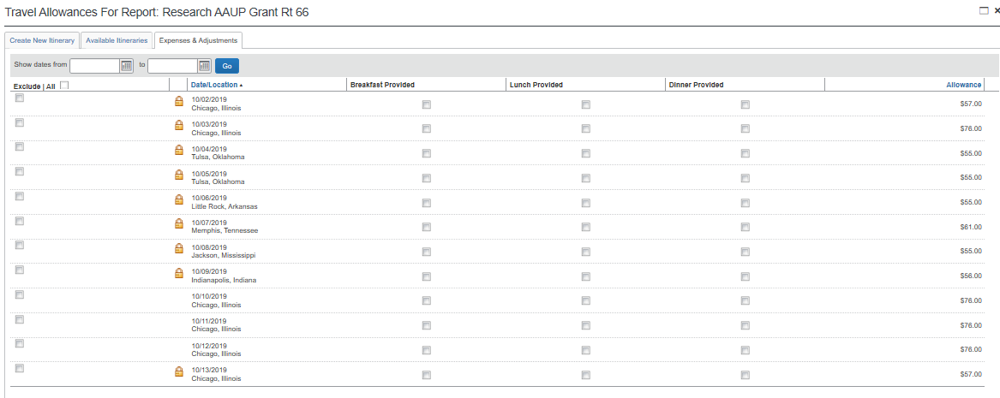 Travel Allowances For Report: Research AAUP Grant Rt 66
Create New Itinerary Available Itineraries Expenses & Adjustments
Show dates from to Go
Exclude | All Date/Location Breakfast Provided Lunch Provided Dinner Provided Allowance
10/02/2019
Chicago, Illinois
$57.00
10/03/2019
Chicago, Illinois
$76.00
10/04/2019
Tulsa, Oklahoma
$55.00
10/05/2019
Tulsa, Oklahoma
$55.00
10/06/2019
Little Rock, Arkansas
$55.00
10/07/2019
Memphis, Tennessee
$61.00
10/08/2019
Jackson, Mississippi
$55.00
10/09/2019
Indianapolis, Indiana
$56.00
10/10/2019
Chicago, Illinois
$76.00
10/11/2019
Chicago, Illinois
$76.00
10/12/2019
Chicago, Illinois
$76.00
10/13/2019
Chicago, Illinois
$57.00